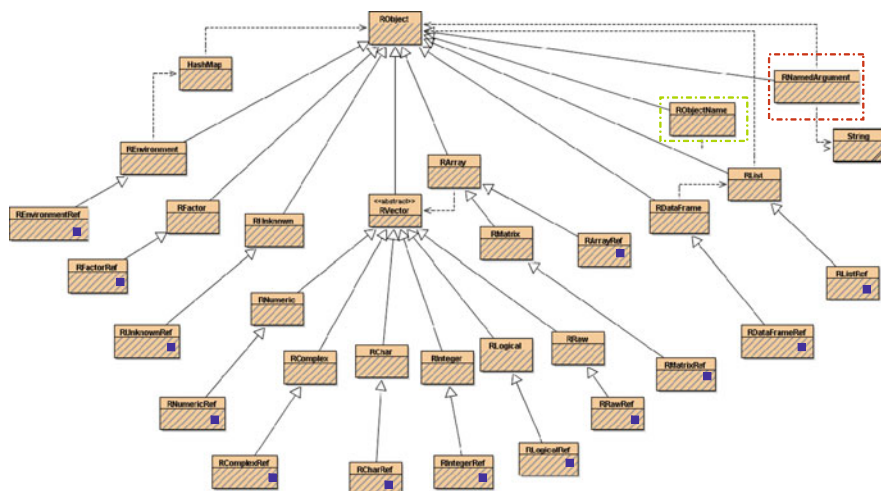 RObject
HashMap
RNamedArgument
RObjectName
String
REnvironment
RArray
RList
REnvironmentRef
RFactor
RUnknown
<<abstract>>
RVector
RDataFrame
RMatrix
RArrayRef
RFactorRef
RListRef
RNumeric
RUnknownRef
RDataFrameRef
RComplex
RChar
RInteger
RLogical
RRaw
RMatrixRef
RNumericRef
RRawRef
RComplexRef
RCharRef
RIntegerRef
RLogicalRef